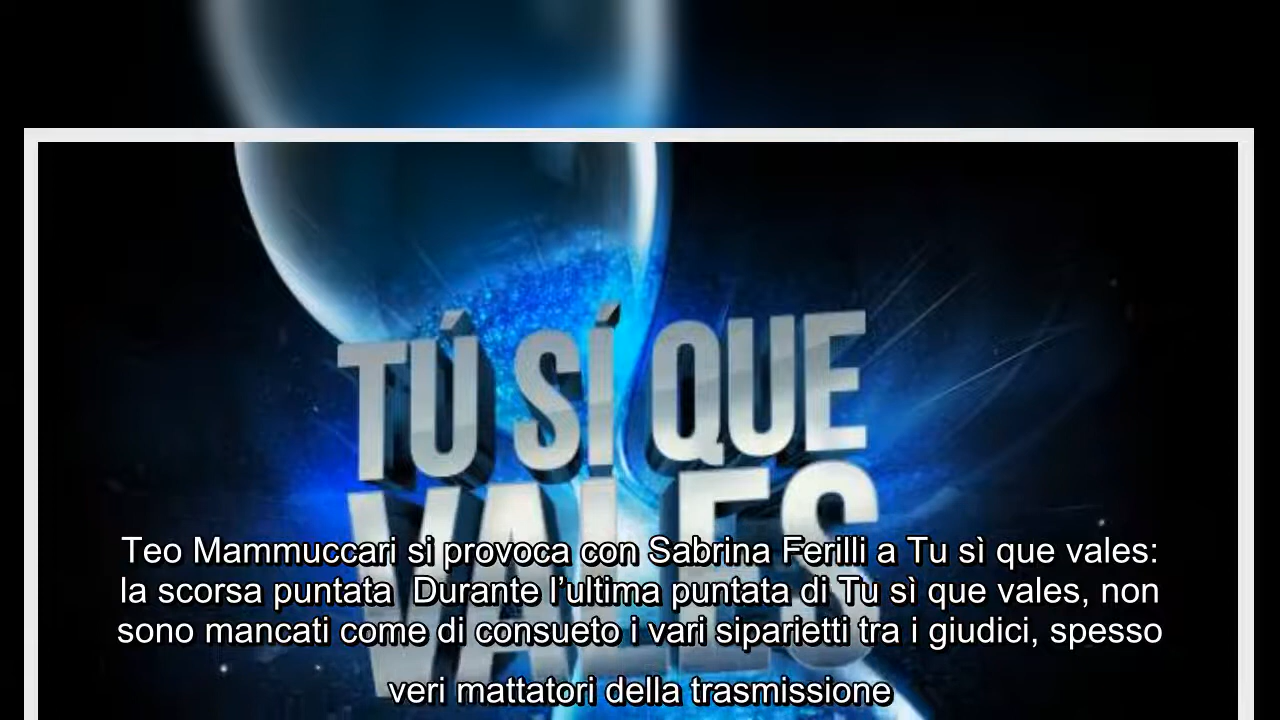 TÚ SÍ QUE
VALES
Teo Mammuccari si provoca con Sabrina Ferilli a Tu sì que vales:
la scorsa puntata  Durante l’ultima puntata di Tu sì que vales, non
sono mancati come di consueto i vari siparietti tra i giudici, spesso
veri mattatori della trasmissione